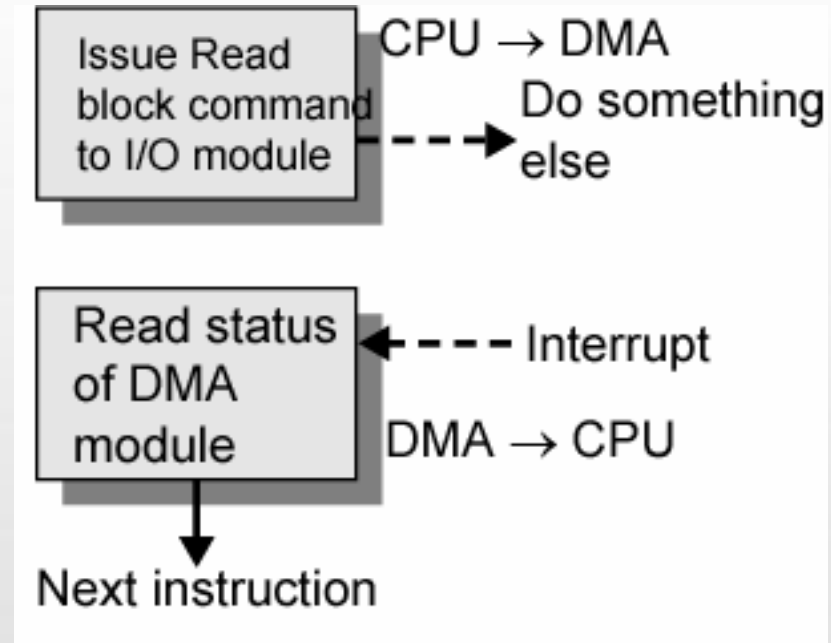 Issue Read
block command
to I/O module
CPU → DMA
Do something
else
Read status
of DMA
module
Interrupt
DMA → CPU
Next instruction